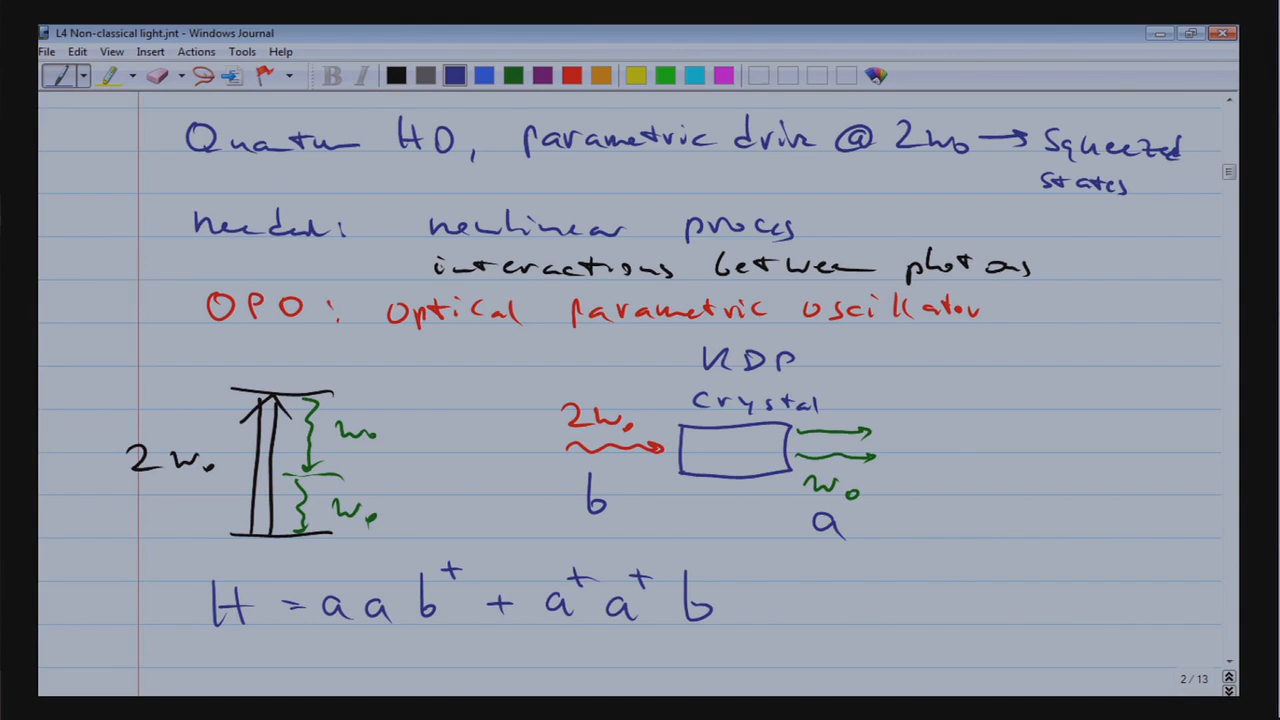 L4 Non-classical light.jnt - Windows Journal
File Edit View Insert Actions Tools Help
B I
Quantum HO, parametric drive @ 2ω₀ → Squeezed
states
needed: nonlinear proces
interactions between photons
OPO: Optical parametric oscillator
KDP
crystal
2ω₀
ω₀
2ω₀
ω₀
b
ω₀
a
H = a a b⁺ + a⁺ a⁺ b
2 / 13